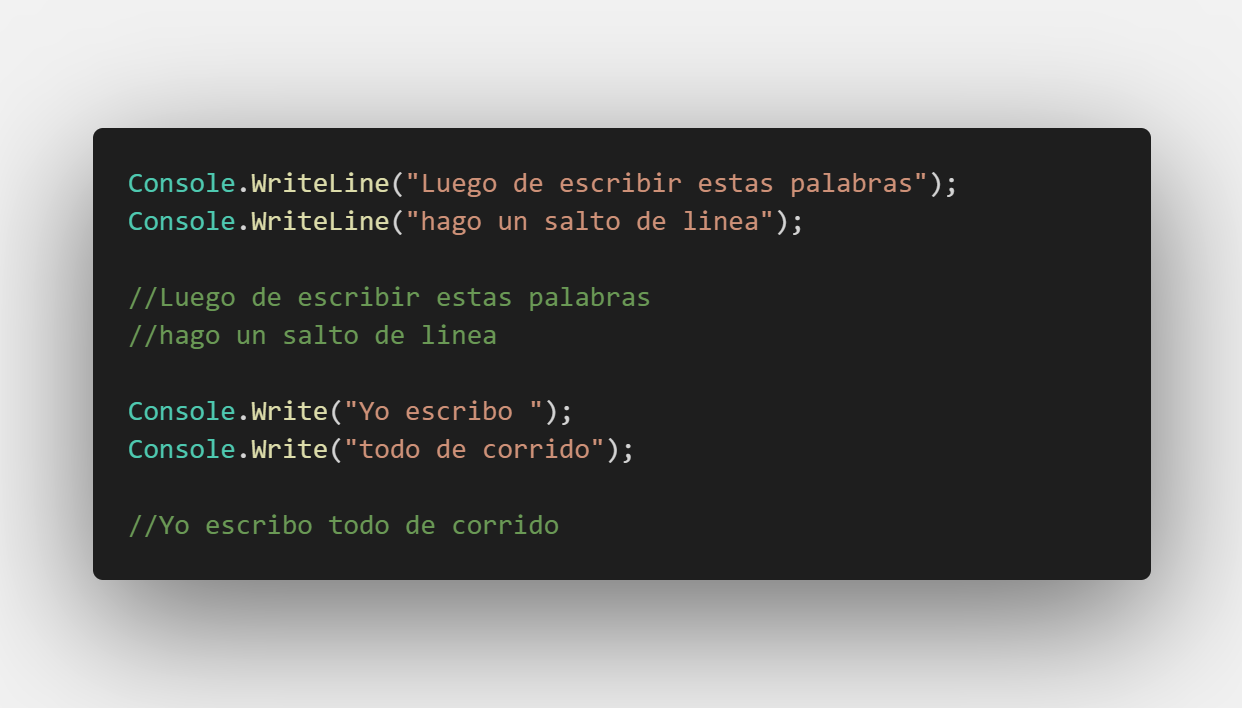 Console.WriteLine("Luego de escribir estas palabras");
Console.WriteLine("hago un salto de linea");
//Luego de escribir estas palabras
//hago un salto de linea
Console.Write("Yo escribo ");
Console.Write("todo de corrido");
//Yo escribo todo de corrido